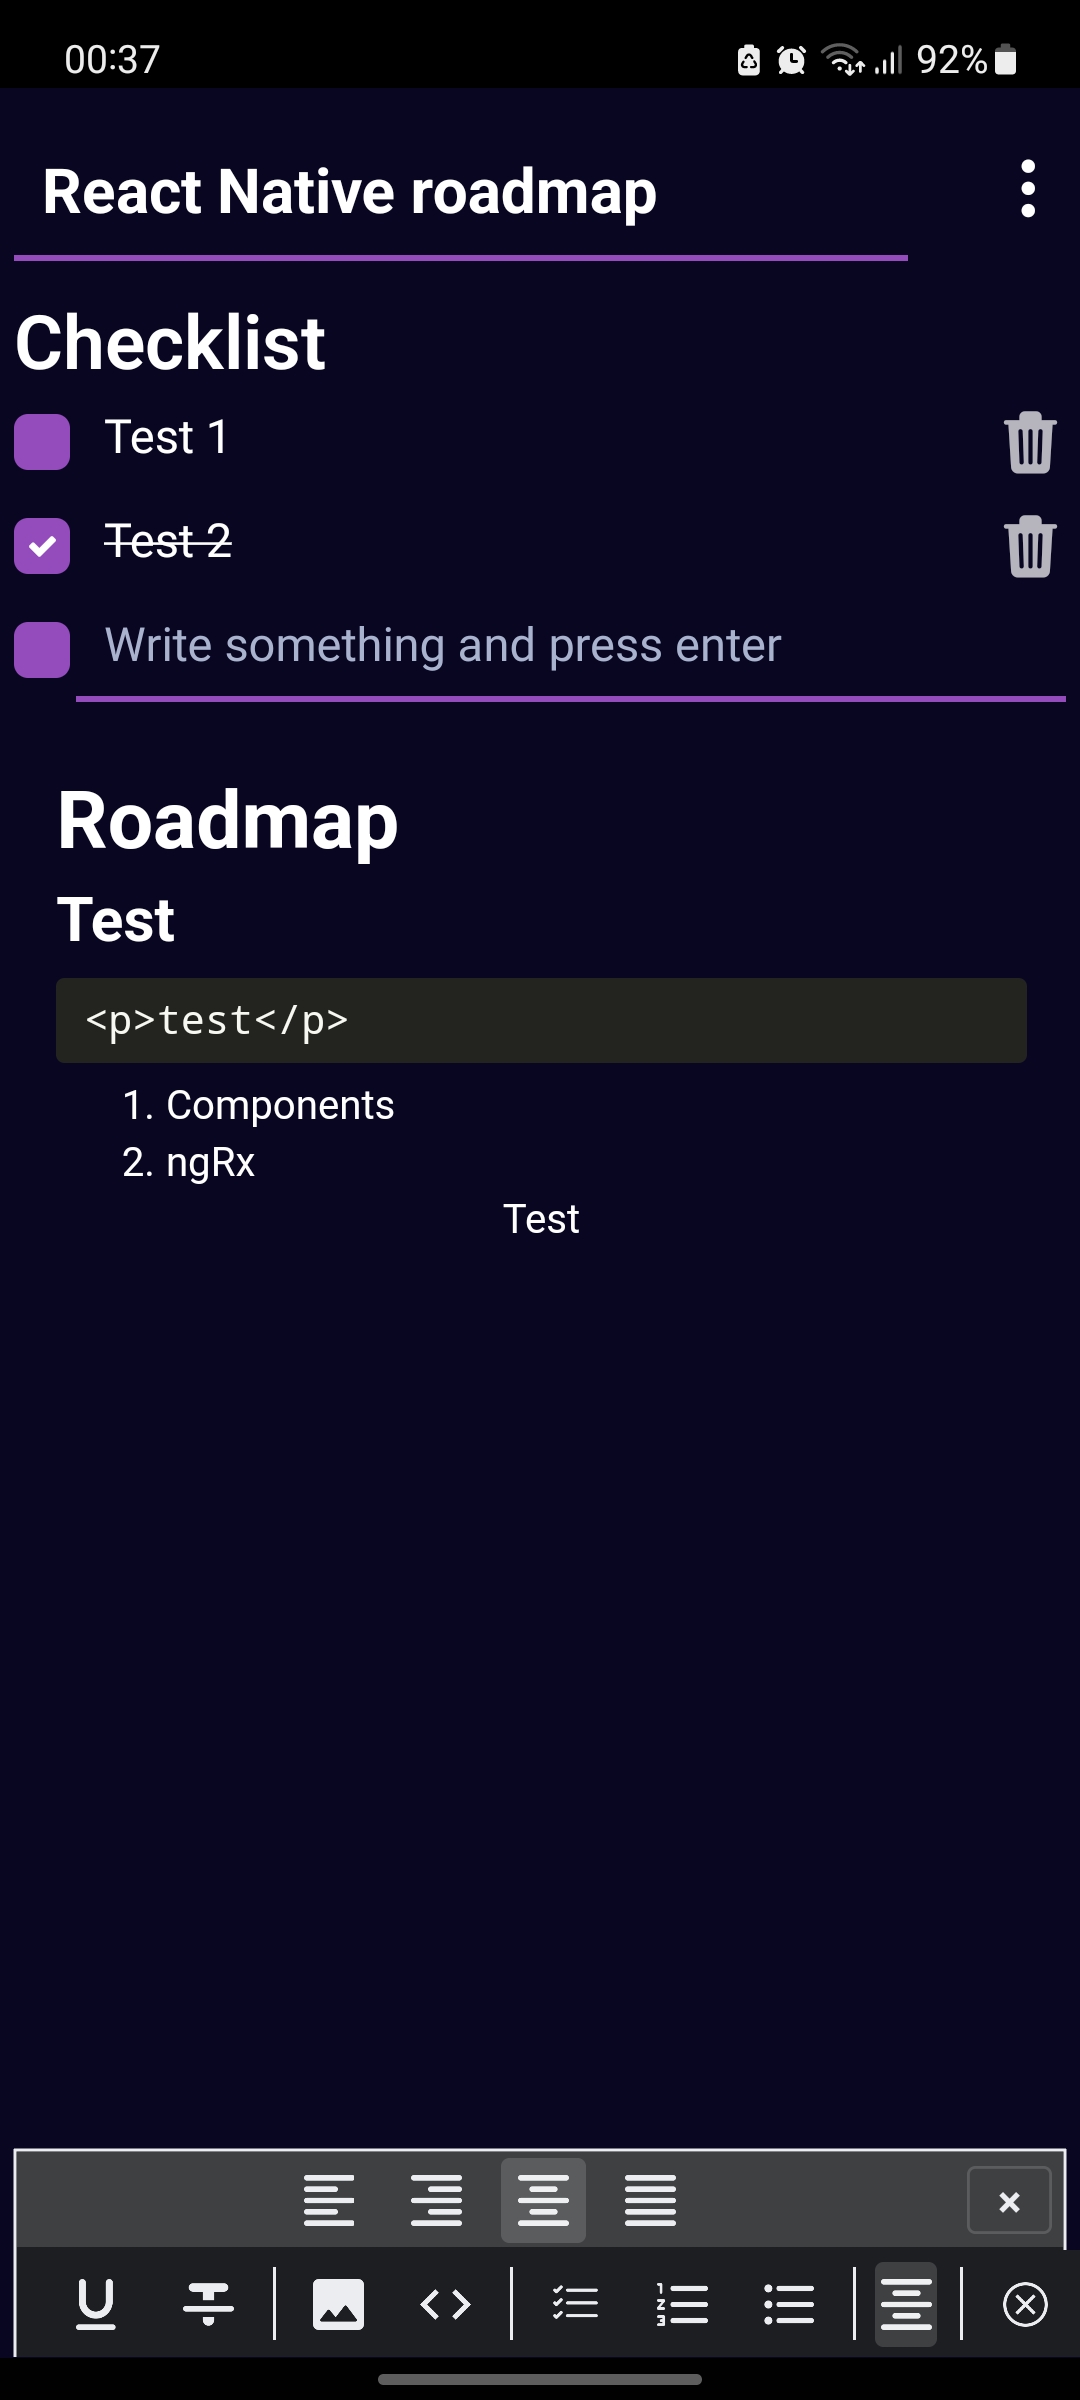 00:37
92%
React Native roadmap
Checklist
Test 1
Test 2
Write something and press enter
Roadmap
Test
<p>test</p>
1. Components
2. ngRx
Test